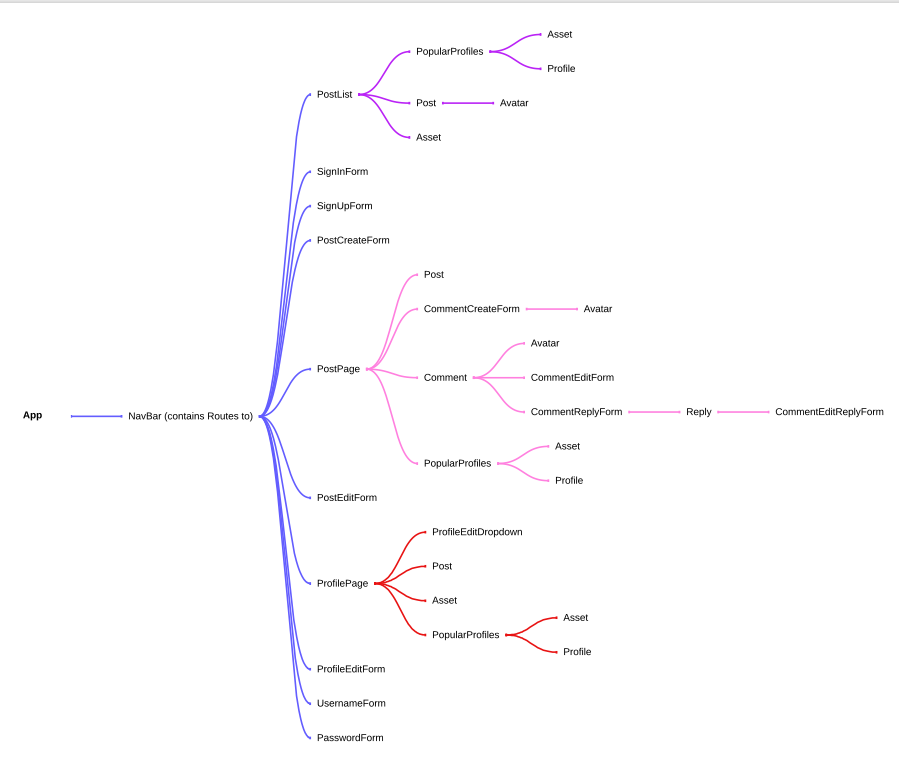 Asset
PopularProfiles
Profile
PostList
Post
Avatar
Asset
SignInForm
SignUpForm
PostCreateForm
Post
CommentCreateForm
Avatar
Avatar
PostPage
Comment
CommentEditForm
App
NavBar (contains Routes to)
CommentReplyForm
Reply
CommentEditReplyForm
Asset
PopularProfiles
Profile
PostEditForm
ProfileEditDropdown
Post
ProfilePage
Asset
Asset
PopularProfiles
Profile
ProfileEditForm
UsernameForm
PasswordForm